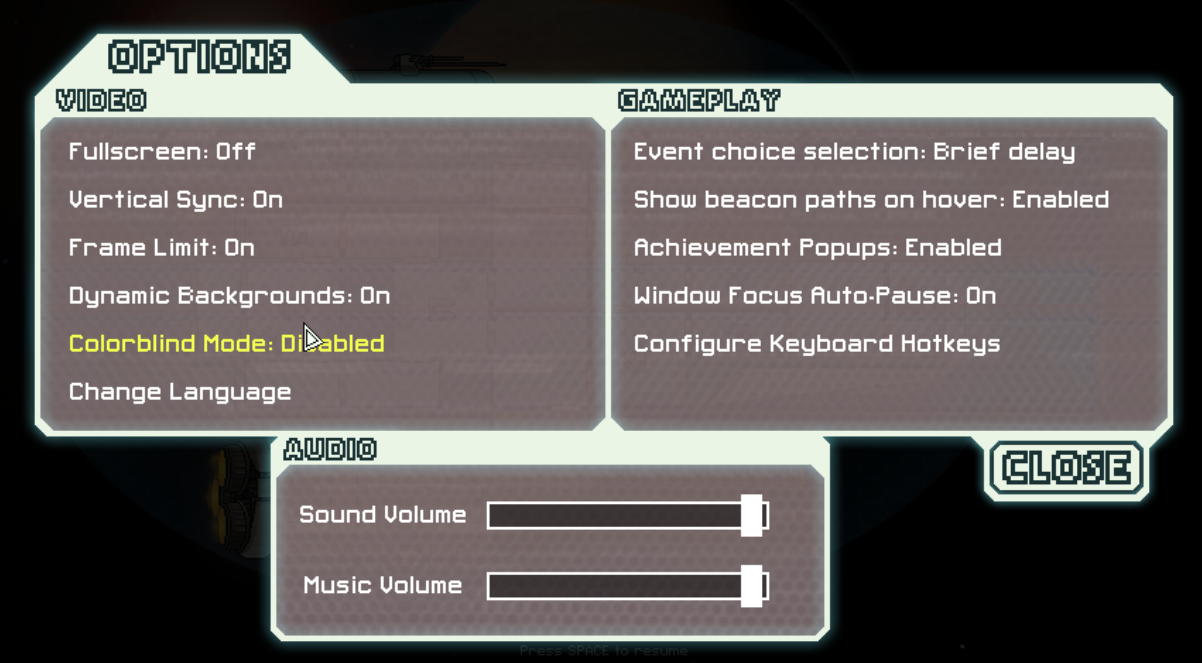 OPTIONS
VIDEO
Fullscreen: Off
Vertical Sync: On
Frame Limit: On
Dynamic Backgrounds: On
Colorblind Mode: Disabled
Change Language
GAMEPLAY
Event choice selection: Brief delay
Show beacon paths on hover: Enabled
Achievement Popups: Enabled
Window Focus Auto-Pause: On
Configure Keyboard Hotkeys
AUDIO
Sound Volume
Music Volume
CLOSE
Press SPACE to resume